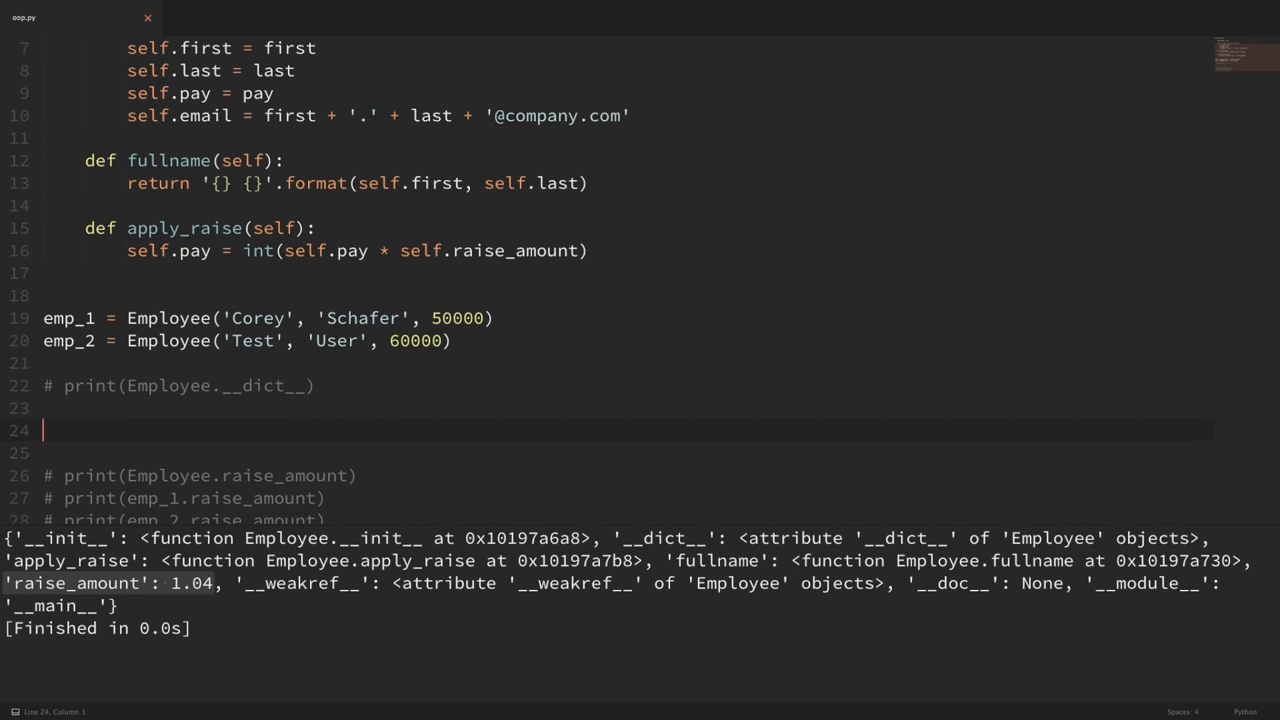 oop.py ×
7 self.first = first
8 self.last = last
9 self.pay = pay
10 self.email = first + '.' + last + '@company.com'
11
12 def fullname(self):
13 return '{} {}'.format(self.first, self.last)
14
15 def apply_raise(self):
16 self.pay = int(self.pay * self.raise_amount)
17
18
19 emp_1 = Employee('Corey', 'Schafer', 50000)
20 emp_2 = Employee('Test', 'User', 60000)
21
22 # print(Employee.__dict__)
23
24
25
26 # print(Employee.raise_amount)
27 # print(emp_1.raise_amount)
28 # print(emp_2.raise_amount)
{'__init__': <function Employee.__init__ at 0x10197a6a8>, '__dict__': <attribute '__dict__' of 'Employee' objects>,
'apply_raise': <function Employee.apply_raise at 0x10197a7b8>, 'fullname': <function Employee.fullname at 0x10197a730>,
'raise_amount': 1.04, '__weakref__': <attribute '__weakref__' of 'Employee' objects>, '__doc__': None, '__module__':
'__main__'}
[Finished in 0.0s]
Line 24, Column 1 Spaces: 4 Python